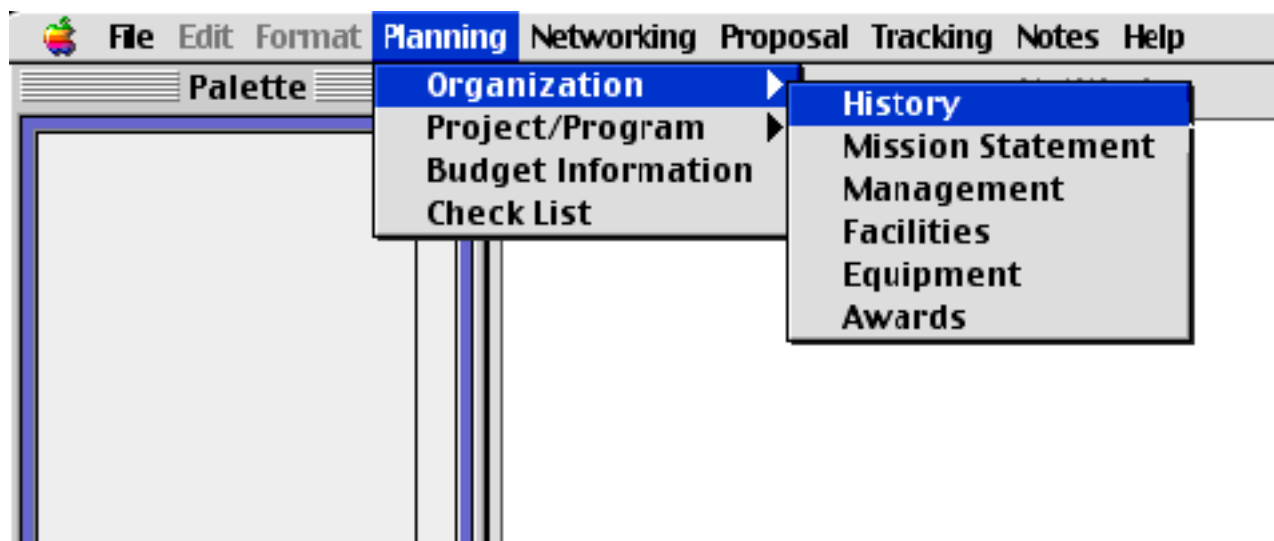 File Edit Format Planning Networking Proposal Tracking Notes Help
Palette
Organization
Project/Program
Budget Information
Check List
History
Mission Statement
Management
Facilities
Equipment
Awards